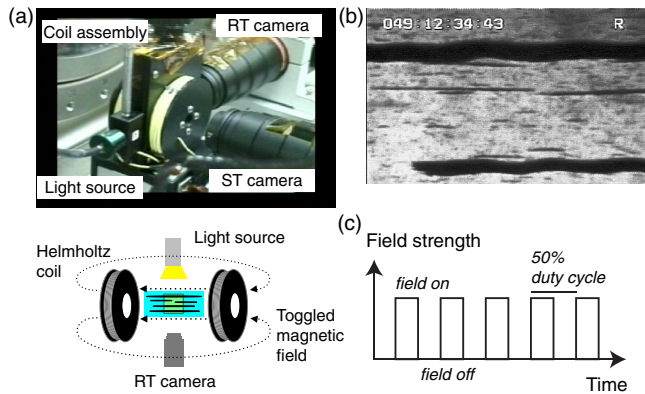 (a)
Coil assembly
RT camera
Light source
ST camera
Helmholtz
coil
Light source
Toggled
magnetic
field
RT camera
(b)
049:12:34:43
R
(c)
Field strength
field on
50%
duty cycle
field off
Time